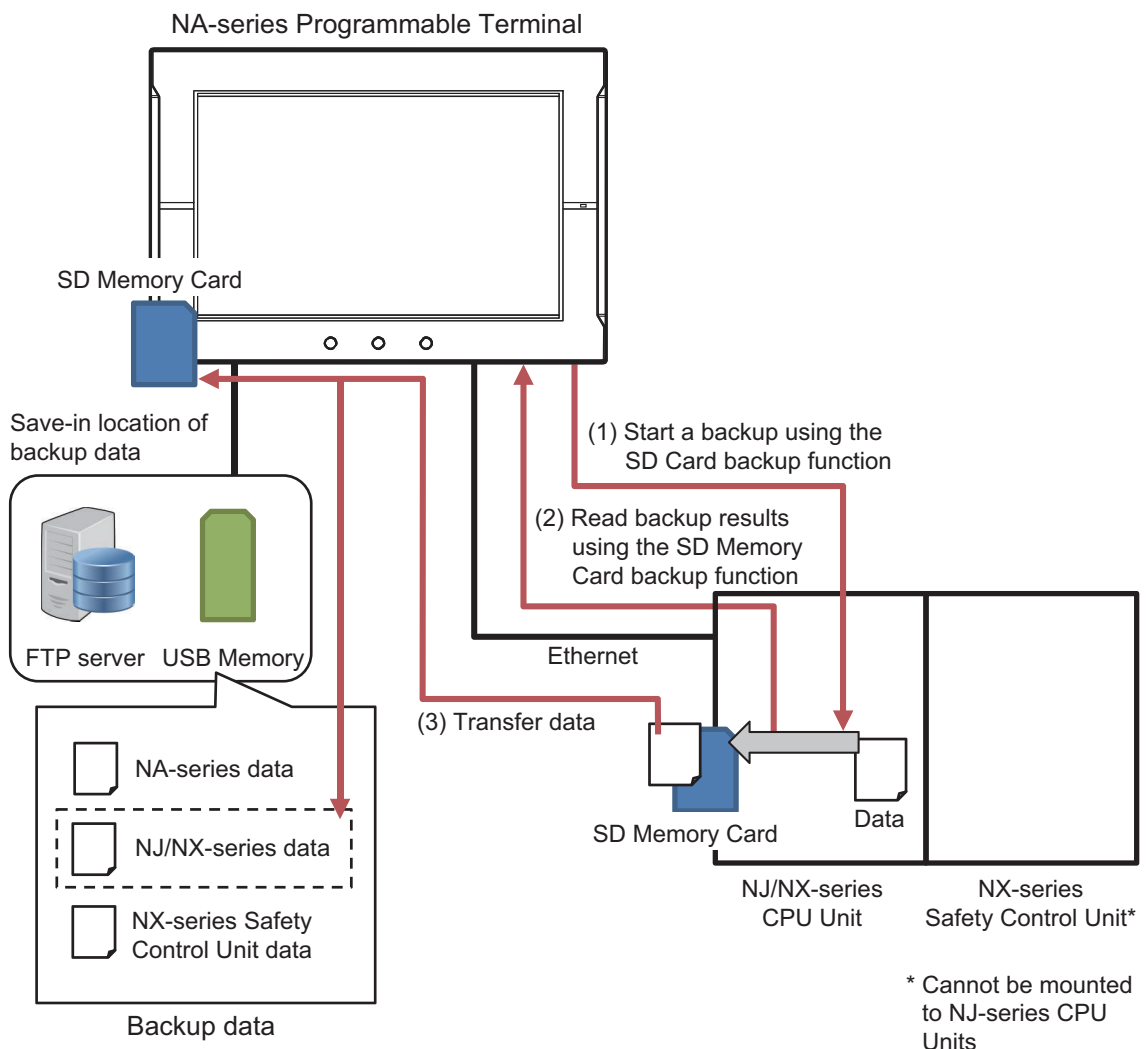 NA-series Programmable Terminal
SD Memory Card
Save-in location of
backup data
(1) Start a backup using the
SD Card backup function
(2) Read backup results
using the SD Memory
Card backup function
FTP server
USB Memory
Ethernet
(3) Transfer data
NA-series data
NJ/NX-series data
NX-series Safety
Control Unit data
Backup data
SD Memory Card
Data
NJ/NX-series
CPU Unit
NX-series
Safety Control Unit*
* Cannot be mounted
to NJ-series CPU
Units